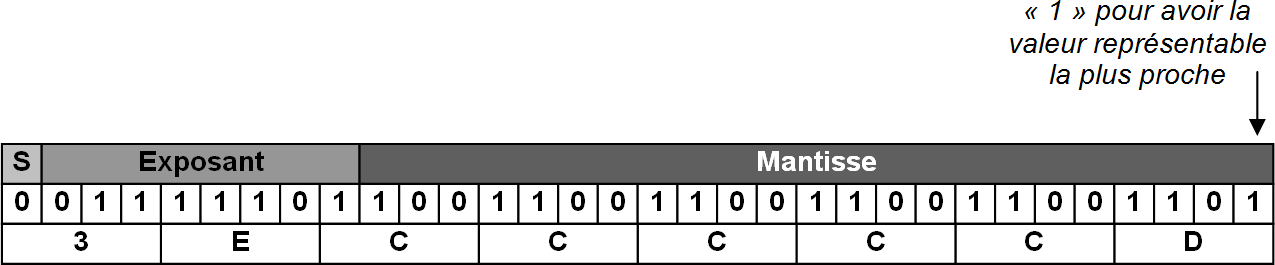 « 1 » pour avoir la
valeur représentable
la plus proche
S Exposant Mantisse
0 0 1 1 1 1 1 0 1 1 0 0 1 1 0 0 1 1 0 0 1 1 0 0 1 1 0 0 1 1 0 1
3 E C C C C C D